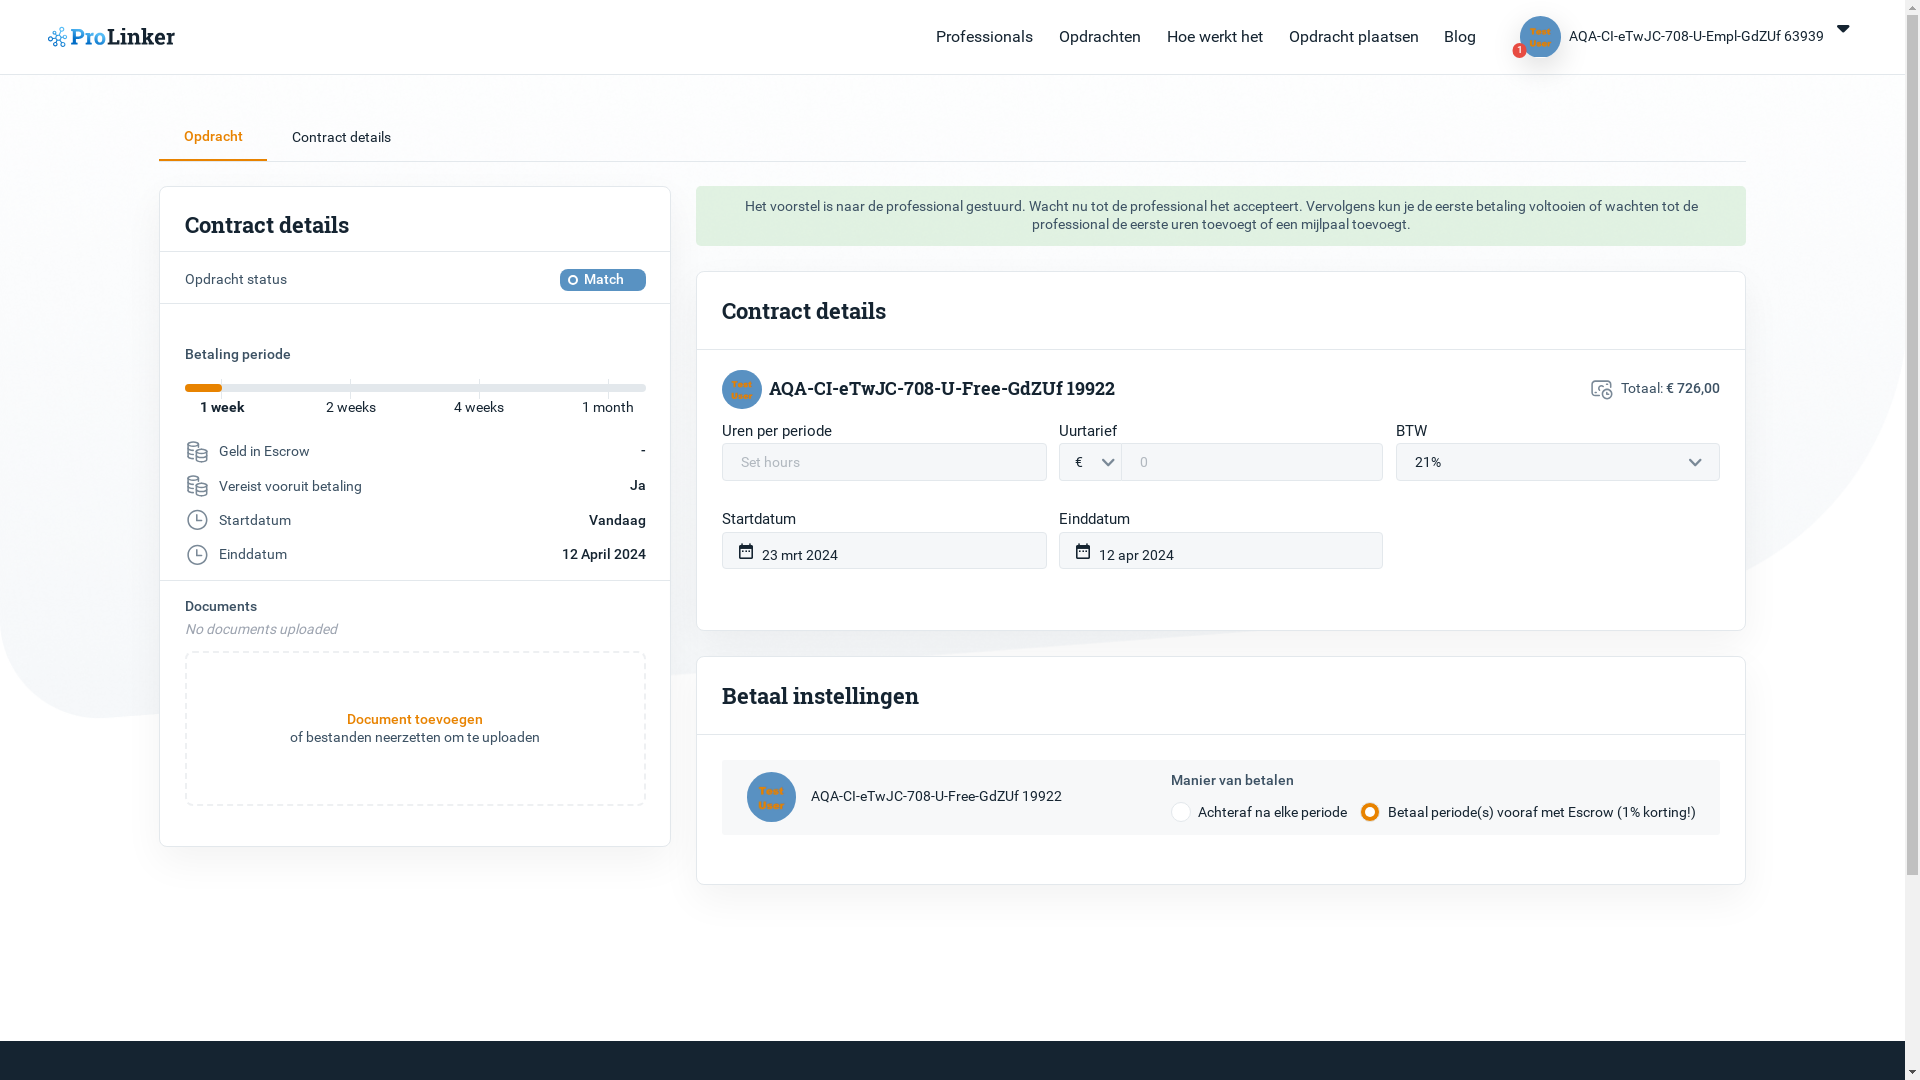 ProLinker
Professionals
Opdrachten
Hoe werkt het
Opdracht plaatsen
Blog
Test
User
1
AQA-CI-eTwJC-708-U-Empl-GdZUf 63939
Opdracht
Contract details
Contract details
Opdracht status
Match
Betaling periode
1 week
2 weeks
4 weeks
1 month
Geld in Escrow
-
Vereist vooruit betaling
Ja
Startdatum
Vandaag
Einddatum
12 April 2024
Documents
No documents uploaded
Document toevoegen
of bestanden neerzetten om te uploaden
Het voorstel is naar de professional gestuurd. Wacht nu tot de professional het accepteert. Vervolgens kun je de eerste betaling voltooien of wachten tot de
professional de eerste uren toevoegt of een mijlpaal toevoegt.
Contract details
Test
User
AQA-CI-eTwJC-708-U-Free-GdZUf 19922
Totaal: € 726,00
Uren per periode
Uurtarief
BTW
Set hours
€
0
21%
Startdatum
Einddatum
23 mrt 2024
12 apr 2024
Betaal instellingen
Test
User
AQA-CI-eTwJC-708-U-Free-GdZUf 19922
Manier van betalen
Achteraf na elke periode
Betaal periode(s) vooraf met Escrow (1% korting!)